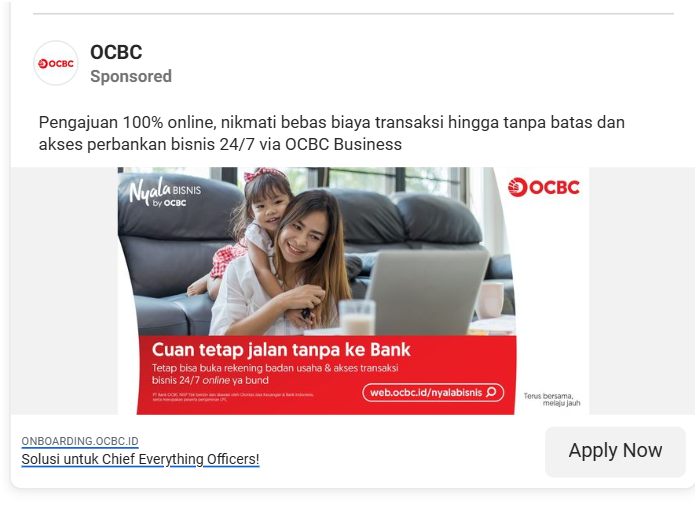 OCBC
Sponsored
OCBC
Pengajuan 100% online, nikmati bebas biaya transaksi hingga tanpa batas dan
akses perbankan bisnis 24/7 via OCBC Business
Nyala BISNIS
by OCBC
OCBC
Cuan tetap jalan tanpa ke Bank
Tetap bisa buka rekening badan usaha & akses transaksi
bisnis 24/7 online ya bund
web.ocbc.id/nyalabisnis
Terus bersama,
melaju jauh
ONBOARDING.OCBC.ID
Solusi untuk Chief Everything Officers!
Apply Now